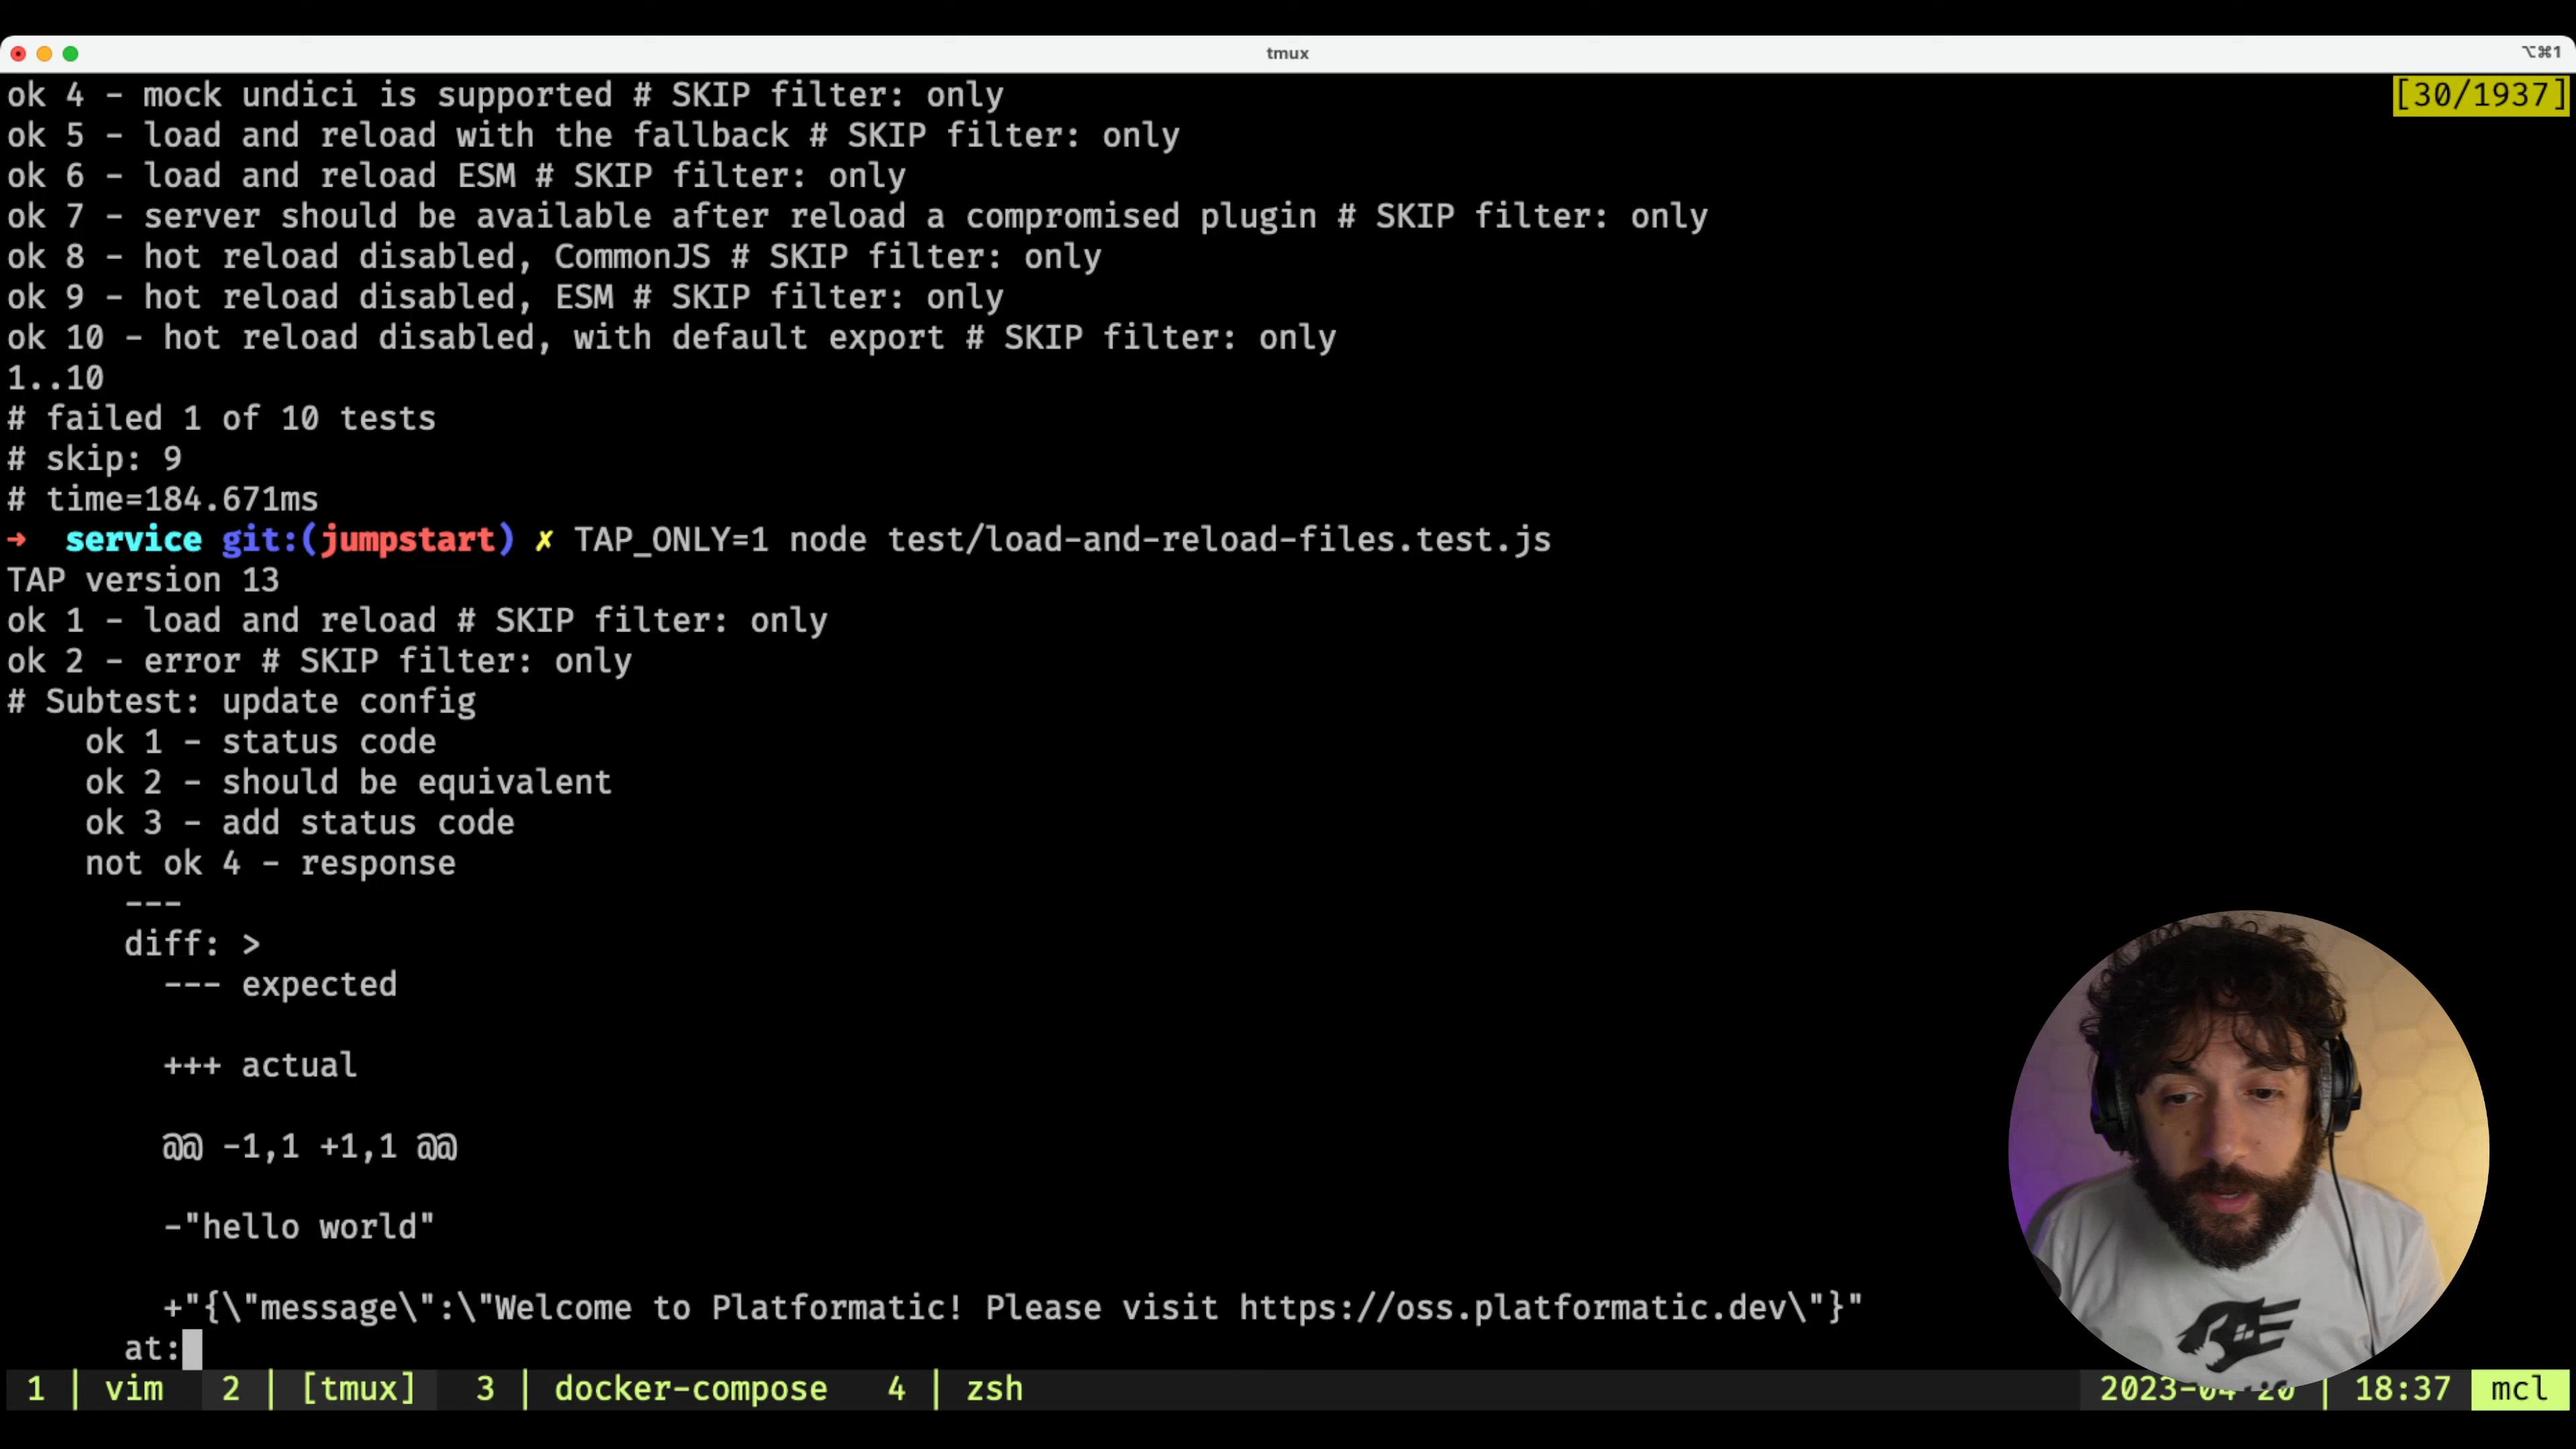 tmux
⌥⌘1
ok 4 - mock undici is supported # SKIP filter: only
[30/1937]
ok 5 - load and reload with the fallback # SKIP filter: only
ok 6 - load and reload ESM # SKIP filter: only
ok 7 - server should be available after reload a compromised plugin # SKIP filter: only
ok 8 - hot reload disabled, CommonJS # SKIP filter: only
ok 9 - hot reload disabled, ESM # SKIP filter: only
ok 10 - hot reload disabled, with default export # SKIP filter: only
1..10
# failed 1 of 10 tests
# skip: 9
# time=184.671ms
→ service git:(jumpstart) ✗ TAP_ONLY=1 node test/load-and-reload-files.test.js
TAP version 13
ok 1 - load and reload # SKIP filter: only
ok 2 - error # SKIP filter: only
# Subtest: update config
ok 1 - status code
ok 2 - should be equivalent
ok 3 - add status code
not ok 4 - response
---
diff: >
--- expected
+++ actual
@@ -1,1 +1,1 @@
-"hello world"
+"{\"message\":\"Welcome to Platformatic! Please visit https://oss.platformatic.dev\"}"
at:
1 | vim 2 | [tmux] 3 | docker-compose 4 | zsh 2023-04-20 | 18:37 mcl